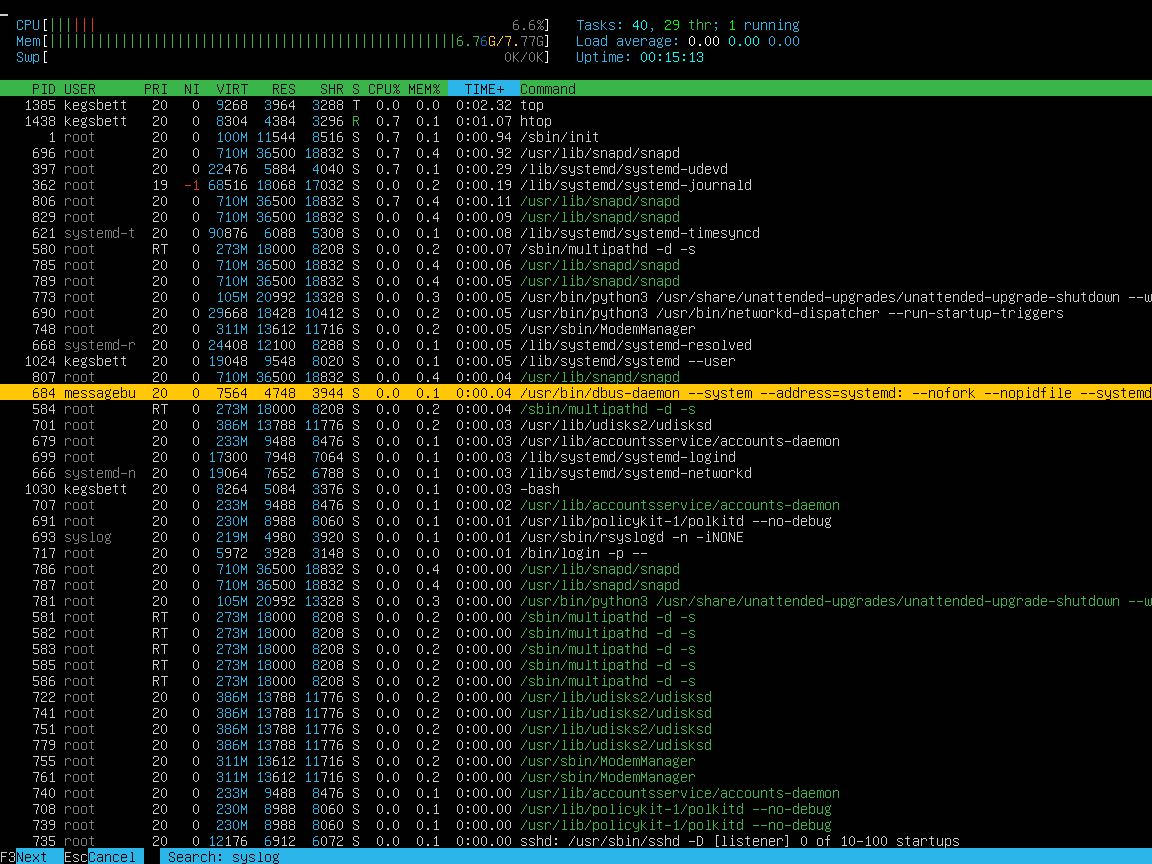 CPU[|||||| 6.6%] Tasks: 40, 29 thr; 1 running
Mem[|||||||||||||||||||||||||||||||||||||||||||||||||||6.76G/7.77G] Load average: 0.00 0.00 0.00
Swp[ 0K/0K] Uptime: 00:15:13
PID USER PRI NI VIRT RES SHR S CPU% MEM% TIME+ Command
1385 kegsbett 20 0 9268 3964 3288 T 0.0 0.0 0:02.32 top
1438 kegsbett 20 0 8304 4384 3296 R 0.7 0.1 0:01.07 htop
1 root 20 0 100M 11544 8516 S 0.7 0.1 0:00.94 /sbin/init
696 root 20 0 710M 36500 18832 S 0.7 0.4 0:00.92 /usr/lib/snapd/snapd
397 root 20 0 22476 5884 4040 S 0.7 0.1 0:00.29 /lib/systemd/systemd-udevd
362 root 19 -1 68516 18068 17032 S 0.0 0.2 0:00.19 /lib/systemd/systemd-journald
806 root 20 0 710M 36500 18832 S 0.7 0.4 0:00.11 /usr/lib/snapd/snapd
829 root 20 0 710M 36500 18832 S 0.0 0.4 0:00.09 /usr/lib/snapd/snapd
621 systemd-t 20 0 90876 6088 5308 S 0.0 0.1 0:00.08 /lib/systemd/systemd-timesyncd
580 root RT 0 273M 18000 8208 S 0.0 0.2 0:00.07 /sbin/multipathd -d -s
785 root 20 0 710M 36500 18832 S 0.0 0.4 0:00.06 /usr/lib/snapd/snapd
789 root 20 0 710M 36500 18832 S 0.0 0.4 0:00.05 /usr/lib/snapd/snapd
773 root 20 0 105M 20992 13328 S 0.0 0.3 0:00.05 /usr/bin/python3 /usr/share/unattended-upgrades/unattended-upgrade-shutdown --w
690 root 20 0 29668 18428 10412 S 0.0 0.2 0:00.05 /usr/bin/python3 /usr/bin/networkd-dispatcher --run-startup-triggers
748 root 20 0 311M 13612 11716 S 0.0 0.2 0:00.05 /usr/sbin/ModemManager
668 systemd-r 20 0 24408 12100 8288 S 0.0 0.1 0:00.05 /lib/systemd/systemd-resolved
1024 kegsbett 20 0 19048 9548 8020 S 0.0 0.1 0:00.05 /lib/systemd/systemd --user
807 root 20 0 710M 36500 18832 S 0.0 0.4 0:00.04 /usr/lib/snapd/snapd
684 messagebu 20 0 7564 4748 3944 S 0.0 0.1 0:00.04 /usr/bin/dbus-daemon --system --address=systemd: --nofork --nopidfile --systemd
584 root RT 0 273M 18000 8208 S 0.0 0.2 0:00.04 /sbin/multipathd -d -s
701 root 20 0 386M 13788 11776 S 0.0 0.2 0:00.03 /usr/lib/udisks2/udisksd
679 root 20 0 233M 9488 8476 S 0.0 0.1 0:00.03 /usr/lib/accountsservice/accounts-daemon
699 root 20 0 17300 7948 7064 S 0.0 0.1 0:00.03 /lib/systemd/systemd-logind
666 systemd-n 20 0 19064 7652 6788 S 0.0 0.1 0:00.03 /lib/systemd/systemd-networkd
1030 kegsbett 20 0 8264 5084 3376 S 0.0 0.1 0:00.03 -bash
707 root 20 0 233M 9488 8476 S 0.0 0.1 0:00.02 /usr/lib/accountsservice/accounts-daemon
691 root 20 0 230M 8988 8060 S 0.0 0.1 0:00.01 /usr/lib/policykit-1/polkitd --no-debug
693 syslog 20 0 219M 4980 3920 S 0.0 0.1 0:00.01 /usr/sbin/rsyslogd -n -iNONE
717 root 20 0 5972 3928 3148 S 0.0 0.0 0:00.01 /bin/login -p --
786 root 20 0 710M 36500 18832 S 0.0 0.4 0:00.00 /usr/lib/snapd/snapd
787 root 20 0 710M 36500 18832 S 0.0 0.4 0:00.00 /usr/lib/snapd/snapd
781 root 20 0 105M 20992 13328 S 0.0 0.3 0:00.00 /usr/bin/python3 /usr/share/unattended-upgrades/unattended-upgrade-shutdown --w
581 root RT 0 273M 18000 8208 S 0.0 0.2 0:00.00 /sbin/multipathd -d -s
582 root RT 0 273M 18000 8208 S 0.0 0.2 0:00.00 /sbin/multipathd -d -s
583 root RT 0 273M 18000 8208 S 0.0 0.2 0:00.00 /sbin/multipathd -d -s
585 root RT 0 273M 18000 8208 S 0.0 0.2 0:00.00 /sbin/multipathd -d -s
586 root RT 0 273M 18000 8208 S 0.0 0.2 0:00.00 /sbin/multipathd -d -s
722 root 20 0 386M 13788 11776 S 0.0 0.2 0:00.00 /usr/lib/udisks2/udisksd
741 root 20 0 386M 13788 11776 S 0.0 0.2 0:00.00 /usr/lib/udisks2/udisksd
751 root 20 0 386M 13788 11776 S 0.0 0.2 0:00.00 /usr/lib/udisks2/udisksd
779 root 20 0 386M 13788 11776 S 0.0 0.2 0:00.00 /usr/lib/udisks2/udisksd
755 root 20 0 311M 13612 11716 S 0.0 0.2 0:00.00 /usr/sbin/ModemManager
761 root 20 0 311M 13612 11716 S 0.0 0.2 0:00.00 /usr/sbin/ModemManager
740 root 20 0 233M 9488 8476 S 0.0 0.1 0:00.00 /usr/lib/accountsservice/accounts-daemon
708 root 20 0 230M 8988 8060 S 0.0 0.1 0:00.00 /usr/lib/policykit-1/polkitd --no-debug
739 root 20 0 230M 8988 8060 S 0.0 0.1 0:00.00 /usr/lib/policykit-1/polkitd --no-debug
735 root 20 0 12176 6912 6072 S 0.0 0.1 0:00.00 sshd: /usr/sbin/sshd -D [listener] 0 of 10-100 startups
F3Next EscCancel Search: syslog